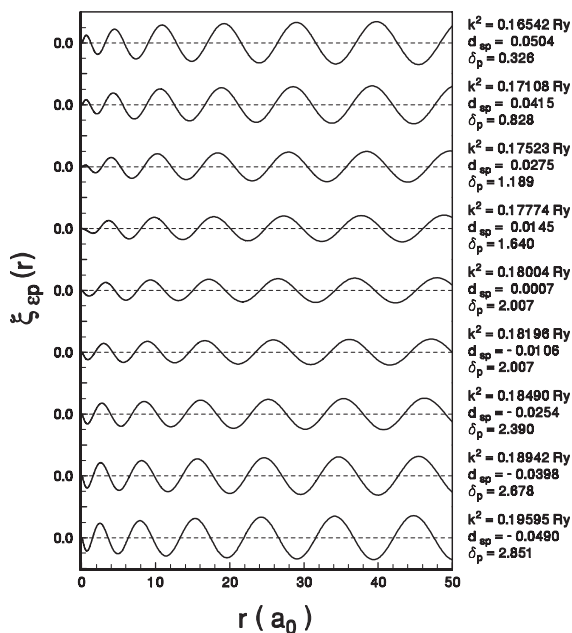 0.0
k² = 0.16542 Ry
d sp = 0.0504
δp = 0.326
0.0
k² = 0.17108 Ry
d sp = 0.0415
δp = 0.828
0.0
k² = 0.17523 Ry
d sp = 0.0275
δp = 1.189
0.0
k² = 0.17774 Ry
d sp = 0.0145
δp = 1.640
0.0
k² = 0.18004 Ry
d sp = 0.0007
δp = 2.007
0.0
k² = 0.18196 Ry
d sp = - 0.0106
δp = 2.007
0.0
k² = 0.18490 Ry
d sp = - 0.0254
δp = 2.390
0.0
k² = 0.18942 Ry
d sp = - 0.0398
δp = 2.678
0.0
k² = 0.19595 Ry
d sp = - 0.0490
δp = 2.851
ξεp(r)
0 10 20 30 40 50
r ( a₀ )